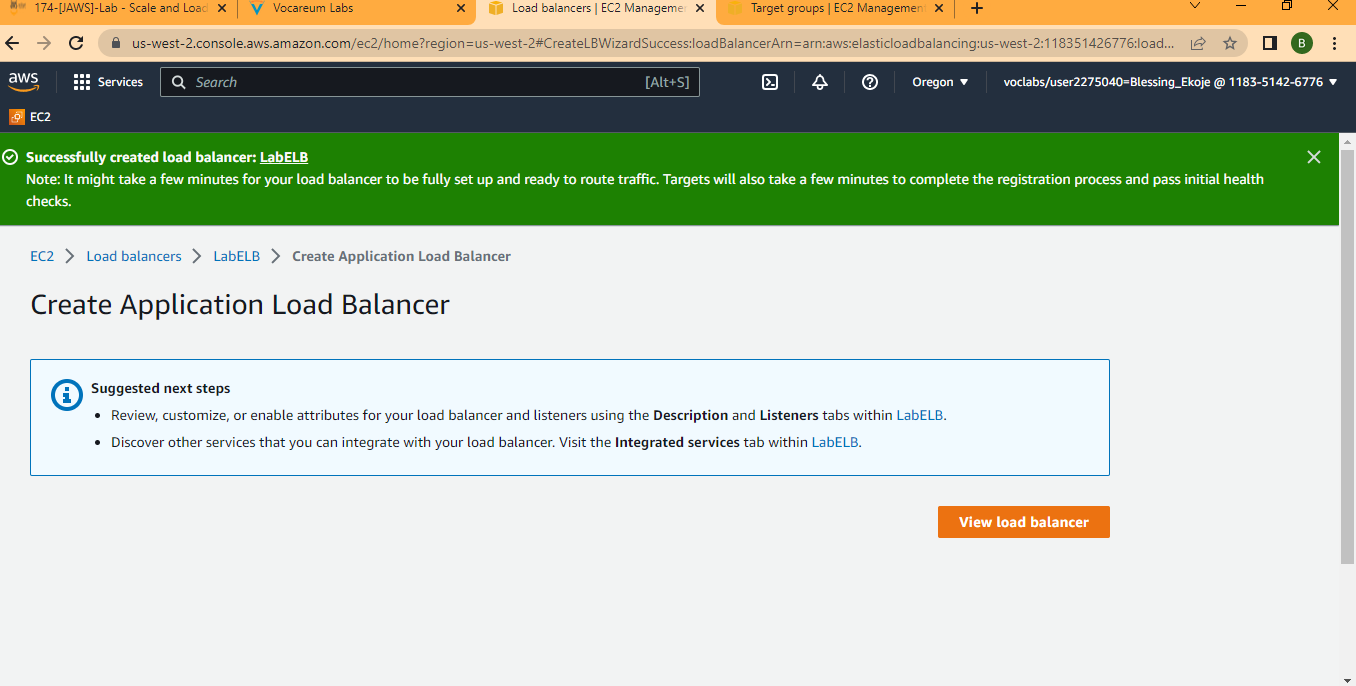 174-[JAWS]-Lab - Scale and Load
Vocareum Labs
Load balancers | EC2 Manageme
Target groups | EC2 Management
us-west-2.console.aws.amazon.com/ec2/home?region=us-west-2#CreateLBWizardSuccess:loadBalancerArn=arn:aws:elasticloadbalancing:us-west-2:118351426776:load...
B
aws
Services
Search
[Alt+S]
Oregon
voclabs/user2275040=Blessing_Ekoje @ 1183-5142-6776
EC2
Successfully created load balancer: LabELB
Note: It might take a few minutes for your load balancer to be fully set up and ready to route traffic. Targets will also take a few minutes to complete the registration process and pass initial health
checks.
EC2 > Load balancers > LabELB > Create Application Load Balancer
Create Application Load Balancer
Suggested next steps
• Review, customize, or enable attributes for your load balancer and listeners using the Description and Listeners tabs within LabELB.
• Discover other services that you can integrate with your load balancer. Visit the Integrated services tab within LabELB.
View load balancer